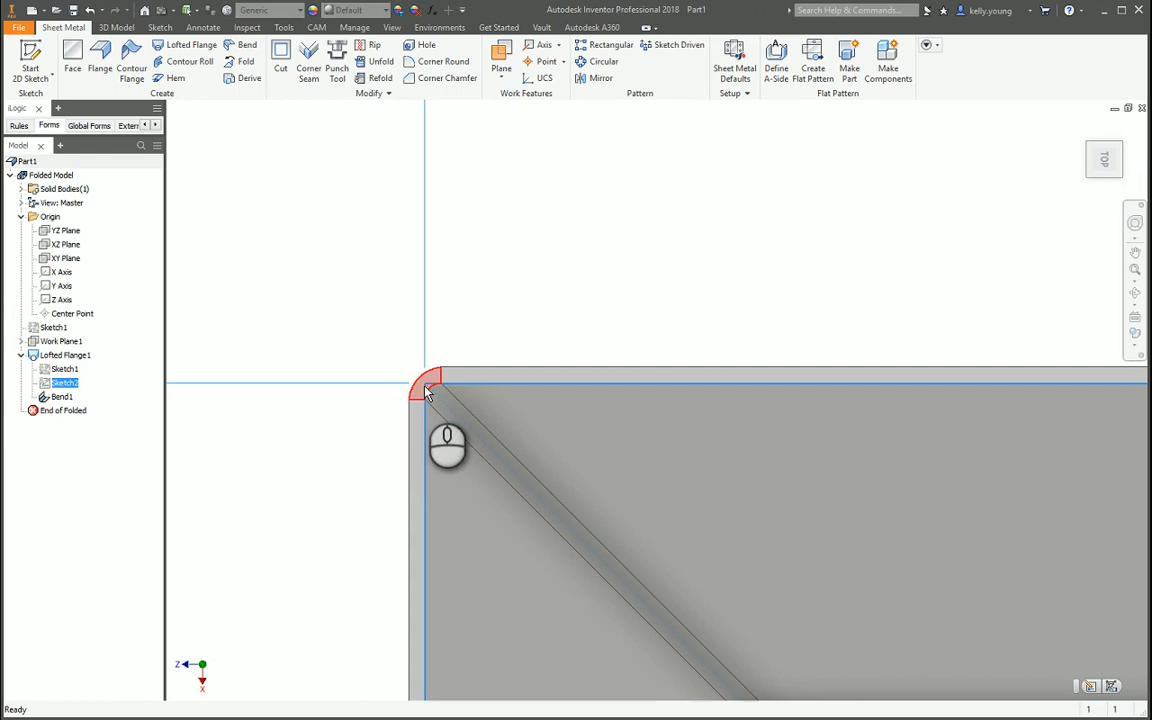 Generic
Default
Autodesk Inventor Professional 2018 Part1
Search Help & Commands...
kelly.young
File Sheet Metal 3D Model Sketch Annotate Inspect Tools CAM Manage View Environments Get Started Vault Autodesk A360
Start
2D Sketch
Face
Flange
Contour
Flange
Lofted Flange
Contour Roll
Hem
Bend
Fold
Derive
Cut
Corner
Seam
Punch
Tool
Rip
Unfold
Refold
Hole
Corner Round
Corner Chamfer
Plane
Axis
Point
UCS
Rectangular
Circular
Mirror
Sketch Driven
Sheet Metal
Defaults
Define
A-Side
Create
Flat Pattern
Make
Part
Make
Components
Sketch Create Modify Work Features Pattern Setup Flat Pattern
iLogic
Rules Forms Global Forms Extern
Model
Part1
Folded Model
Solid Bodies(1)
View: Master
Origin
YZ Plane
XZ Plane
XY Plane
X Axis
Y Axis
Z Axis
Center Point
Sketch1
Work Plane1
Lofted Flange1
Sketch1
Sketch2
Bend1
End of Folded
TOP
Z
X
Ready
1 1